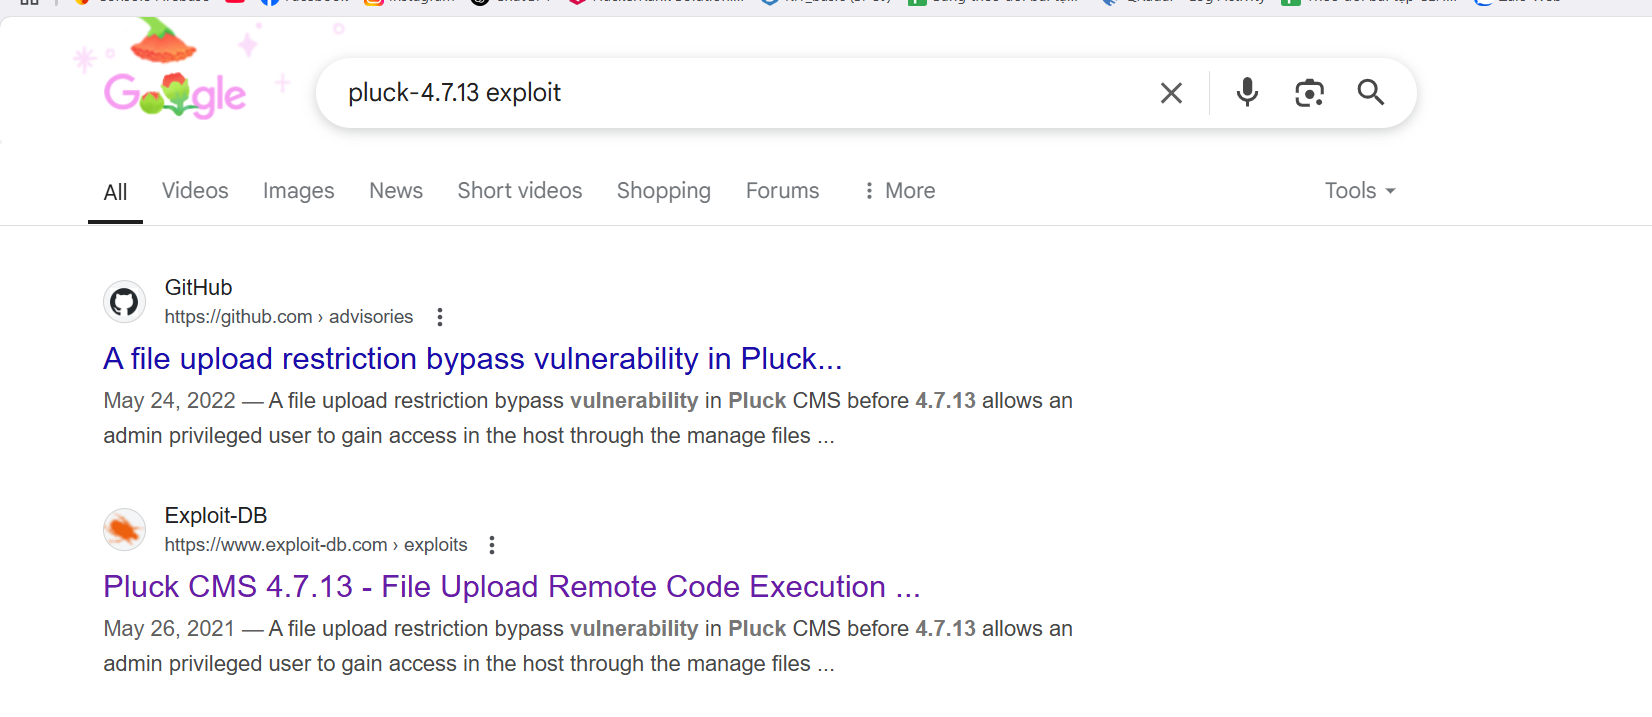 Google
pluck-4.7.13 exploit
All Videos Images News Short videos Shopping Forums More Tools
GitHub
https://github.com › advisories
A file upload restriction bypass vulnerability in Pluck...
May 24, 2022 — A file upload restriction bypass vulnerability in Pluck CMS before 4.7.13 allows an
admin privileged user to gain access in the host through the manage files ...
Exploit-DB
https://www.exploit-db.com › exploits
Pluck CMS 4.7.13 - File Upload Remote Code Execution ...
May 26, 2021 — A file upload restriction bypass vulnerability in Pluck CMS before 4.7.13 allows an
admin privileged user to gain access in the host through the manage files ...